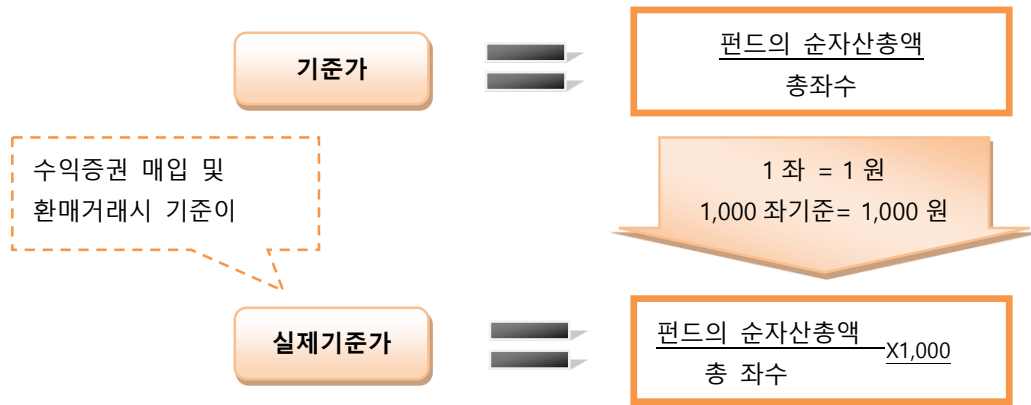 기준가
펀드의 순자산총액
총좌수
수익증권 매입 및
환매거래시 기준이
1 좌 = 1 원
1,000 좌기준= 1,000 원
실제기준가
펀드의 순자산총액
총 좌수
X1,000